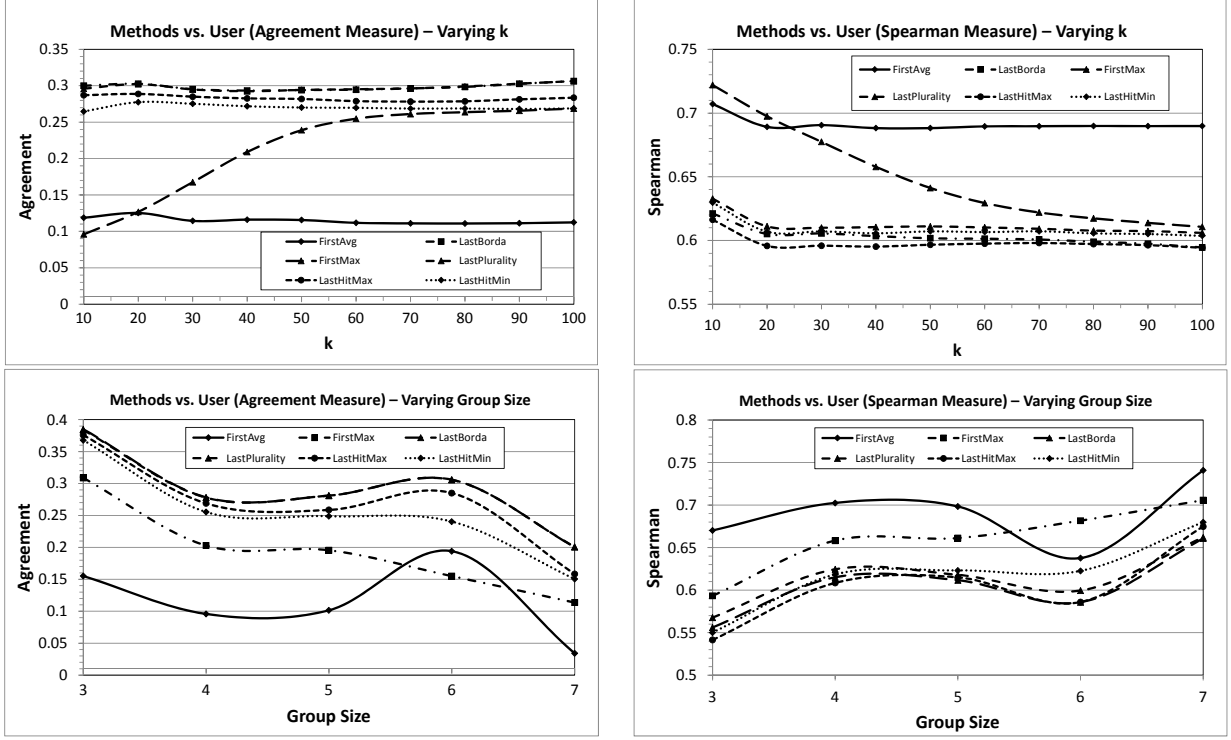 Methods vs. User (Agreement Measure) – Varying k
0.35
0.3
0.25
0.2
0.15
0.1
0.05
0
Agreement
FirstAvg
LastBorda
FirstMax
LastPlurality
LastHitMax
LastHitMin
10 20 30 40 50 60 70 80 90 100
k
Methods vs. User (Spearman Measure) – Varying k
0.75
0.7
0.65
0.6
0.55
Spearman
FirstAvg
LastBorda
FirstMax
LastPlurality
LastHitMax
LastHitMin
10 20 30 40 50 60 70 80 90 100
k
Methods vs. User (Agreement Measure) – Varying Group Size
0.4
0.35
0.3
0.25
0.2
0.15
0.1
0.05
0
Agreement
FirstAvg
FirstMax
LastBorda
LastPlurality
LastHitMax
LastHitMin
3 4 5 6 7
Group Size
Methods vs. User (Spearman Measure) – Varying Group Size
0.8
0.75
0.7
0.65
0.6
0.55
0.5
Spearman
FirstAvg
FirstMax
LastBorda
LastPlurality
LastHitMax
LastHitMin
3 4 5 6 7
Group Size